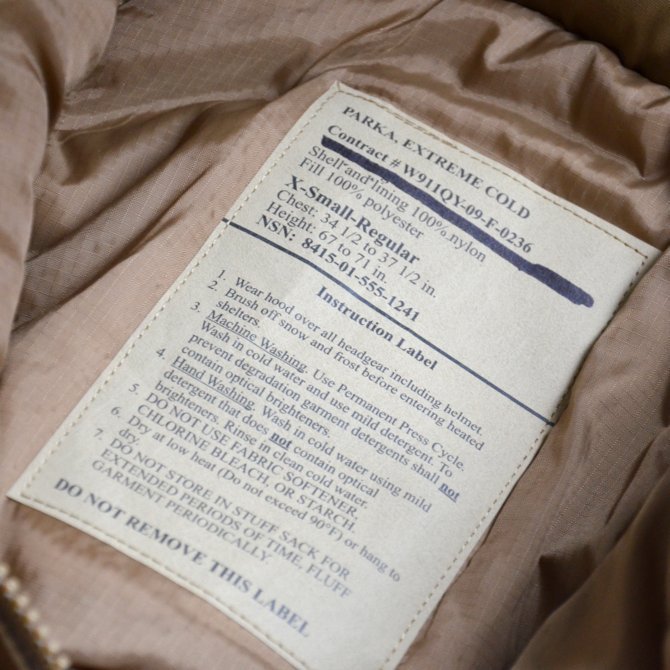 PARKA, EXTREME COLD
Contract # W911QY-09-F-0236
Shell and lining 100% nylon
Fill 100% polyester
X-Small-Regular
Chest: 34 1/2 to 37 1/2 in.
Height: 67 to 71 in.
NSN: 8415-01-555-1241
Instruction Label
1. Wear hood over all headgear including helmet.
2. Brush off snow and frost before entering heated
shelters.
3. Machine Washing. Use Permanent Press Cycle.
Wash in cold water and use mild detergent. To
prevent degradation garment detergents shall not
contain optical brighteners.
4. Hand Washing. Wash in cold water using mild
detergent that does not contain optical
brighteners. Rinse in clean cold water.
5. DO NOT USE FABRIC SOFTENER,
CHLORINE BLEACH, OR STARCH.
6. Dry at low heat (Do not exceed 90°F) or hang to
dry.
7. DO NOT STORE IN STUFF SACK FOR
EXTENDED PERIODS OF TIME, FLUFF
GARMENT PERIODICALLY
DO NOT REMOVE THIS LABEL